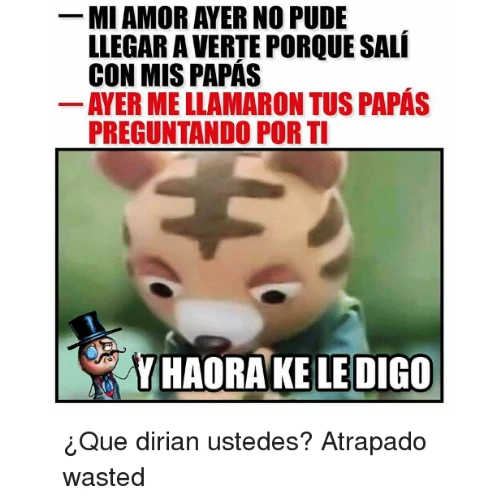 — MI AMOR AYER NO PUDE
LLEGAR A VERTE PORQUE SALÍ
CON MIS PAPÁS
— AYER ME LLAMARON TUS PAPÁS
PREGUNTANDO POR TI
Y HAORA KE LE DIGO
¿Que dirian ustedes? Atrapado
wasted